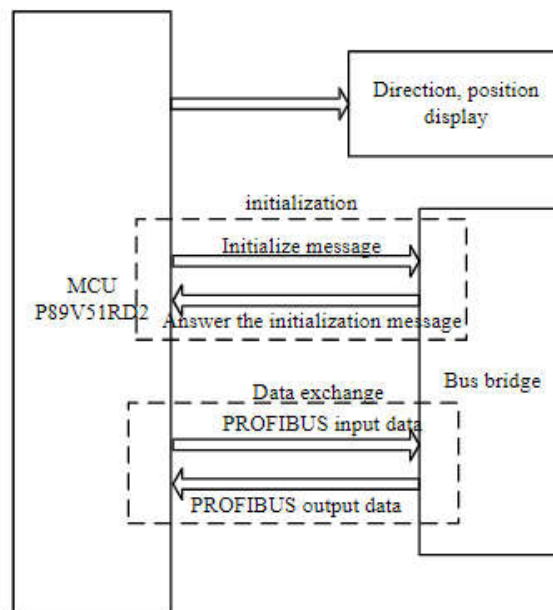 Direction, position
display
initialization
Initialize message
MCU
P89V51RD2
Answer the initialization message
Bus bridge
Data exchange
PROFIBUS input data
PROFIBUS output data